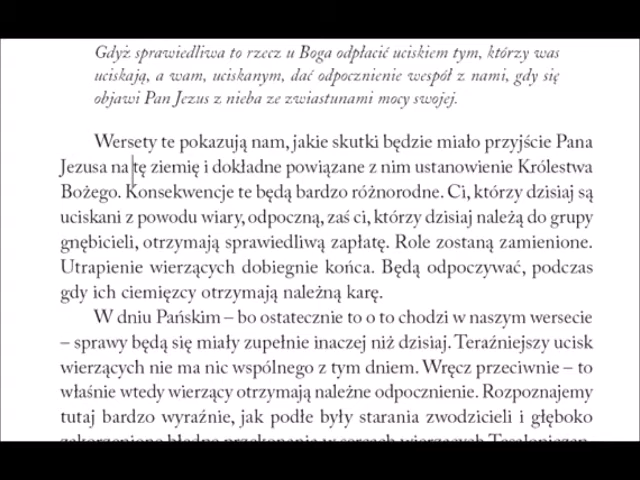 Gdyż sprawiedliwa to rzecz u Boga odpłacić uciskiem tym, którzy was
uciskają, a wam, uciskanym, dać odpocznienie wespół z nami, gdy się
objawi Pan Jezus z nieba ze zwiastunami mocy swojej.
Wersety te pokazują nam, jakie skutki będzie miało przyjście Pana
Jezusa na tę ziemię i dokładne powiązane z nim ustanowienie Królestwa
Bożego. Konsekwencje te będą bardzo różnorodne. Ci, którzy dzisiaj są
uciskani z powodu wiary, odpoczną, zaś ci, którzy dzisiaj należą do grupy
gnębicieli, otrzymają sprawiedliwą zapłatę. Role zostaną zamienione.
Utrapienie wierzących dobiegnie końca. Będą odpoczywać, podczas
gdy ich ciemięzcy otrzymają należną karę.
W dniu Pańskim – bo ostatecznie to o to chodzi w naszym wersecie
– sprawy będą się miały zupełnie inaczej niż dzisiaj. Teraźniejszy ucisk
wierzących nie ma nic wspólnego z tym dniem. Wręcz przeciwnie – to
właśnie wtedy wierzący otrzymają należne odpocznienie. Rozpoznajemy
tutaj bardzo wyraźnie, jak podłe były starania zwodzicieli i głęboko